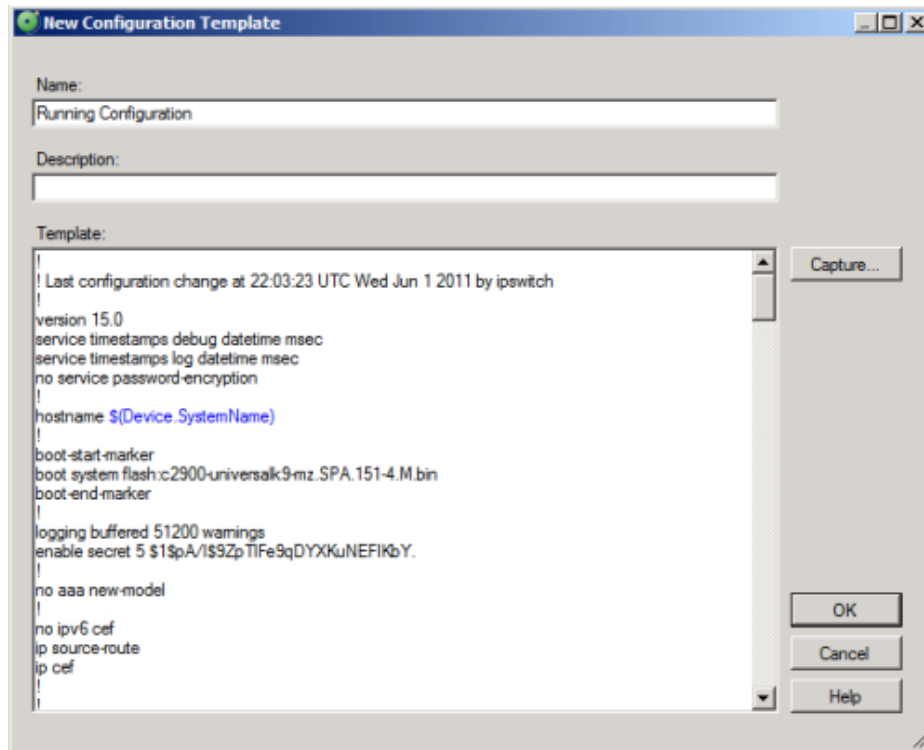 New Configuration Template
Name:
Running Configuration
Description:
Template:
!
! Last configuration change at 22:03:23 UTC Wed Jun 1 2011 by ipswitch
!
version 15.0
service timestamps debug datetime msec
service timestamps log datetime msec
no service password-encryption
!
hostname $(Device.SystemName)
!
boot-start-marker
boot system flash:c2900-universalk9-mz.SPA.151-4.M.bin
boot-end-marker
!
logging buffered 51200 warnings
enable secret 5
!
no aaa new-model
!
no ipv6 cef
ip source-route
ip cef
!
!
Capture...
OK
Cancel
Help